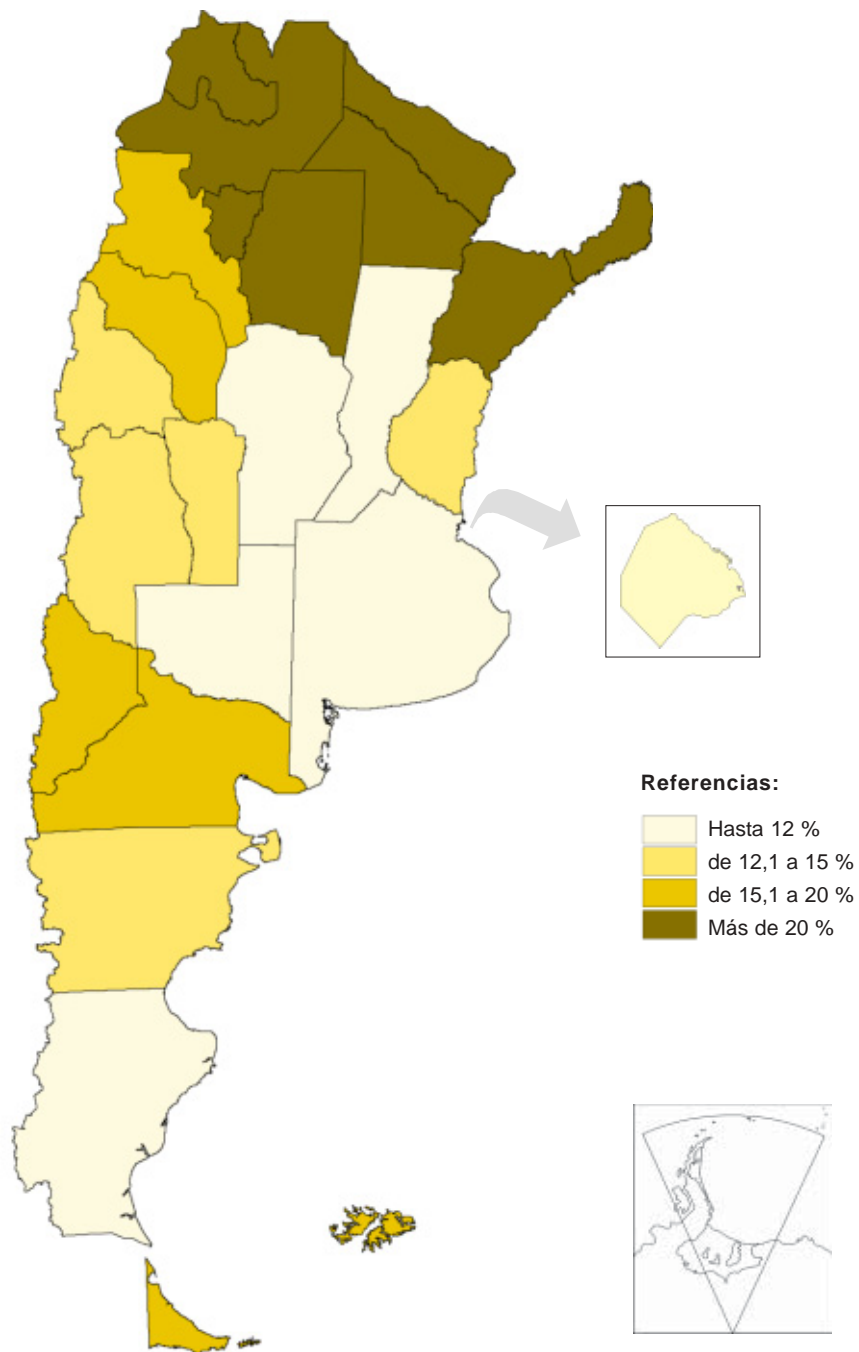 Referencias:
Hasta 12 %
de 12,1 a 15 %
de 15,1 a 20 %
Más de 20 %